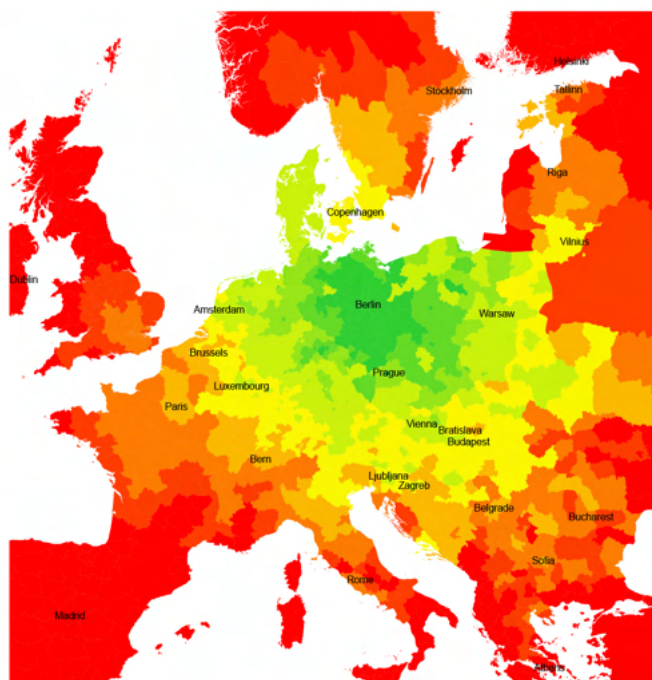 Helsinki
Stockholm
Tallinn
Riga
Copenhagen
Vilnius
Dublin
Berlin
Amsterdam
Warsaw
Brussels
Prague
Luxembourg
Paris
Vienna
Bratislava
Budapest
Bern
Ljubljana
Zagreb
Belgrade
Bucharest
Sofia
Rome
Madrid
Athens